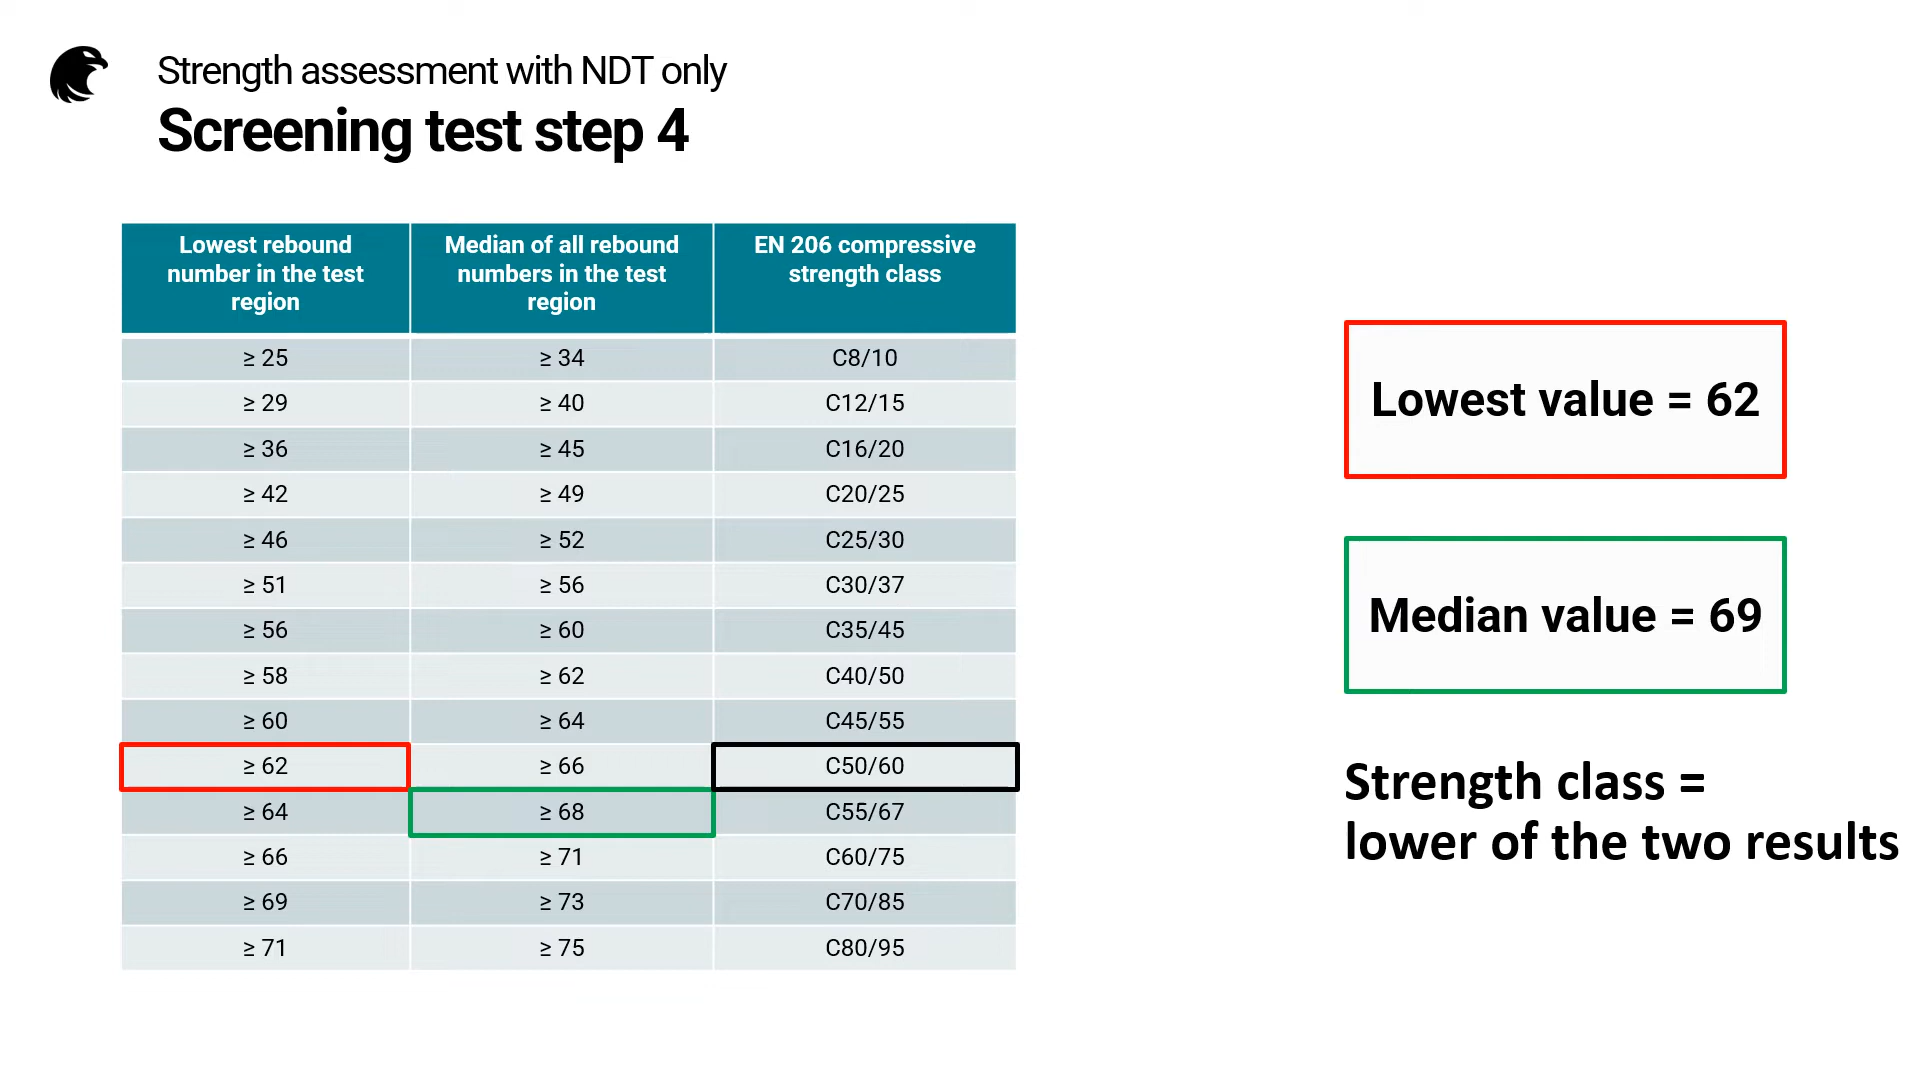 Strength assessment with NDT only
Screening test step 4
Lowest rebound number in the test region
Median of all rebound numbers in the test region
EN 206 compressive strength class
≥ 25 ≥ 34 C8/10
≥ 29 ≥ 40 C12/15
≥ 36 ≥ 45 C16/20
≥ 42 ≥ 49 C20/25
≥ 46 ≥ 52 C25/30
≥ 51 ≥ 56 C30/37
≥ 56 ≥ 60 C35/45
≥ 58 ≥ 62 C40/50
≥ 60 ≥ 64 C45/55
≥ 62 ≥ 66 C50/60
≥ 64 ≥ 68 C55/67
≥ 66 ≥ 71 C60/75
≥ 69 ≥ 73 C70/85
≥ 71 ≥ 75 C80/95
Lowest value = 62
Median value = 69
Strength class =
lower of the two results